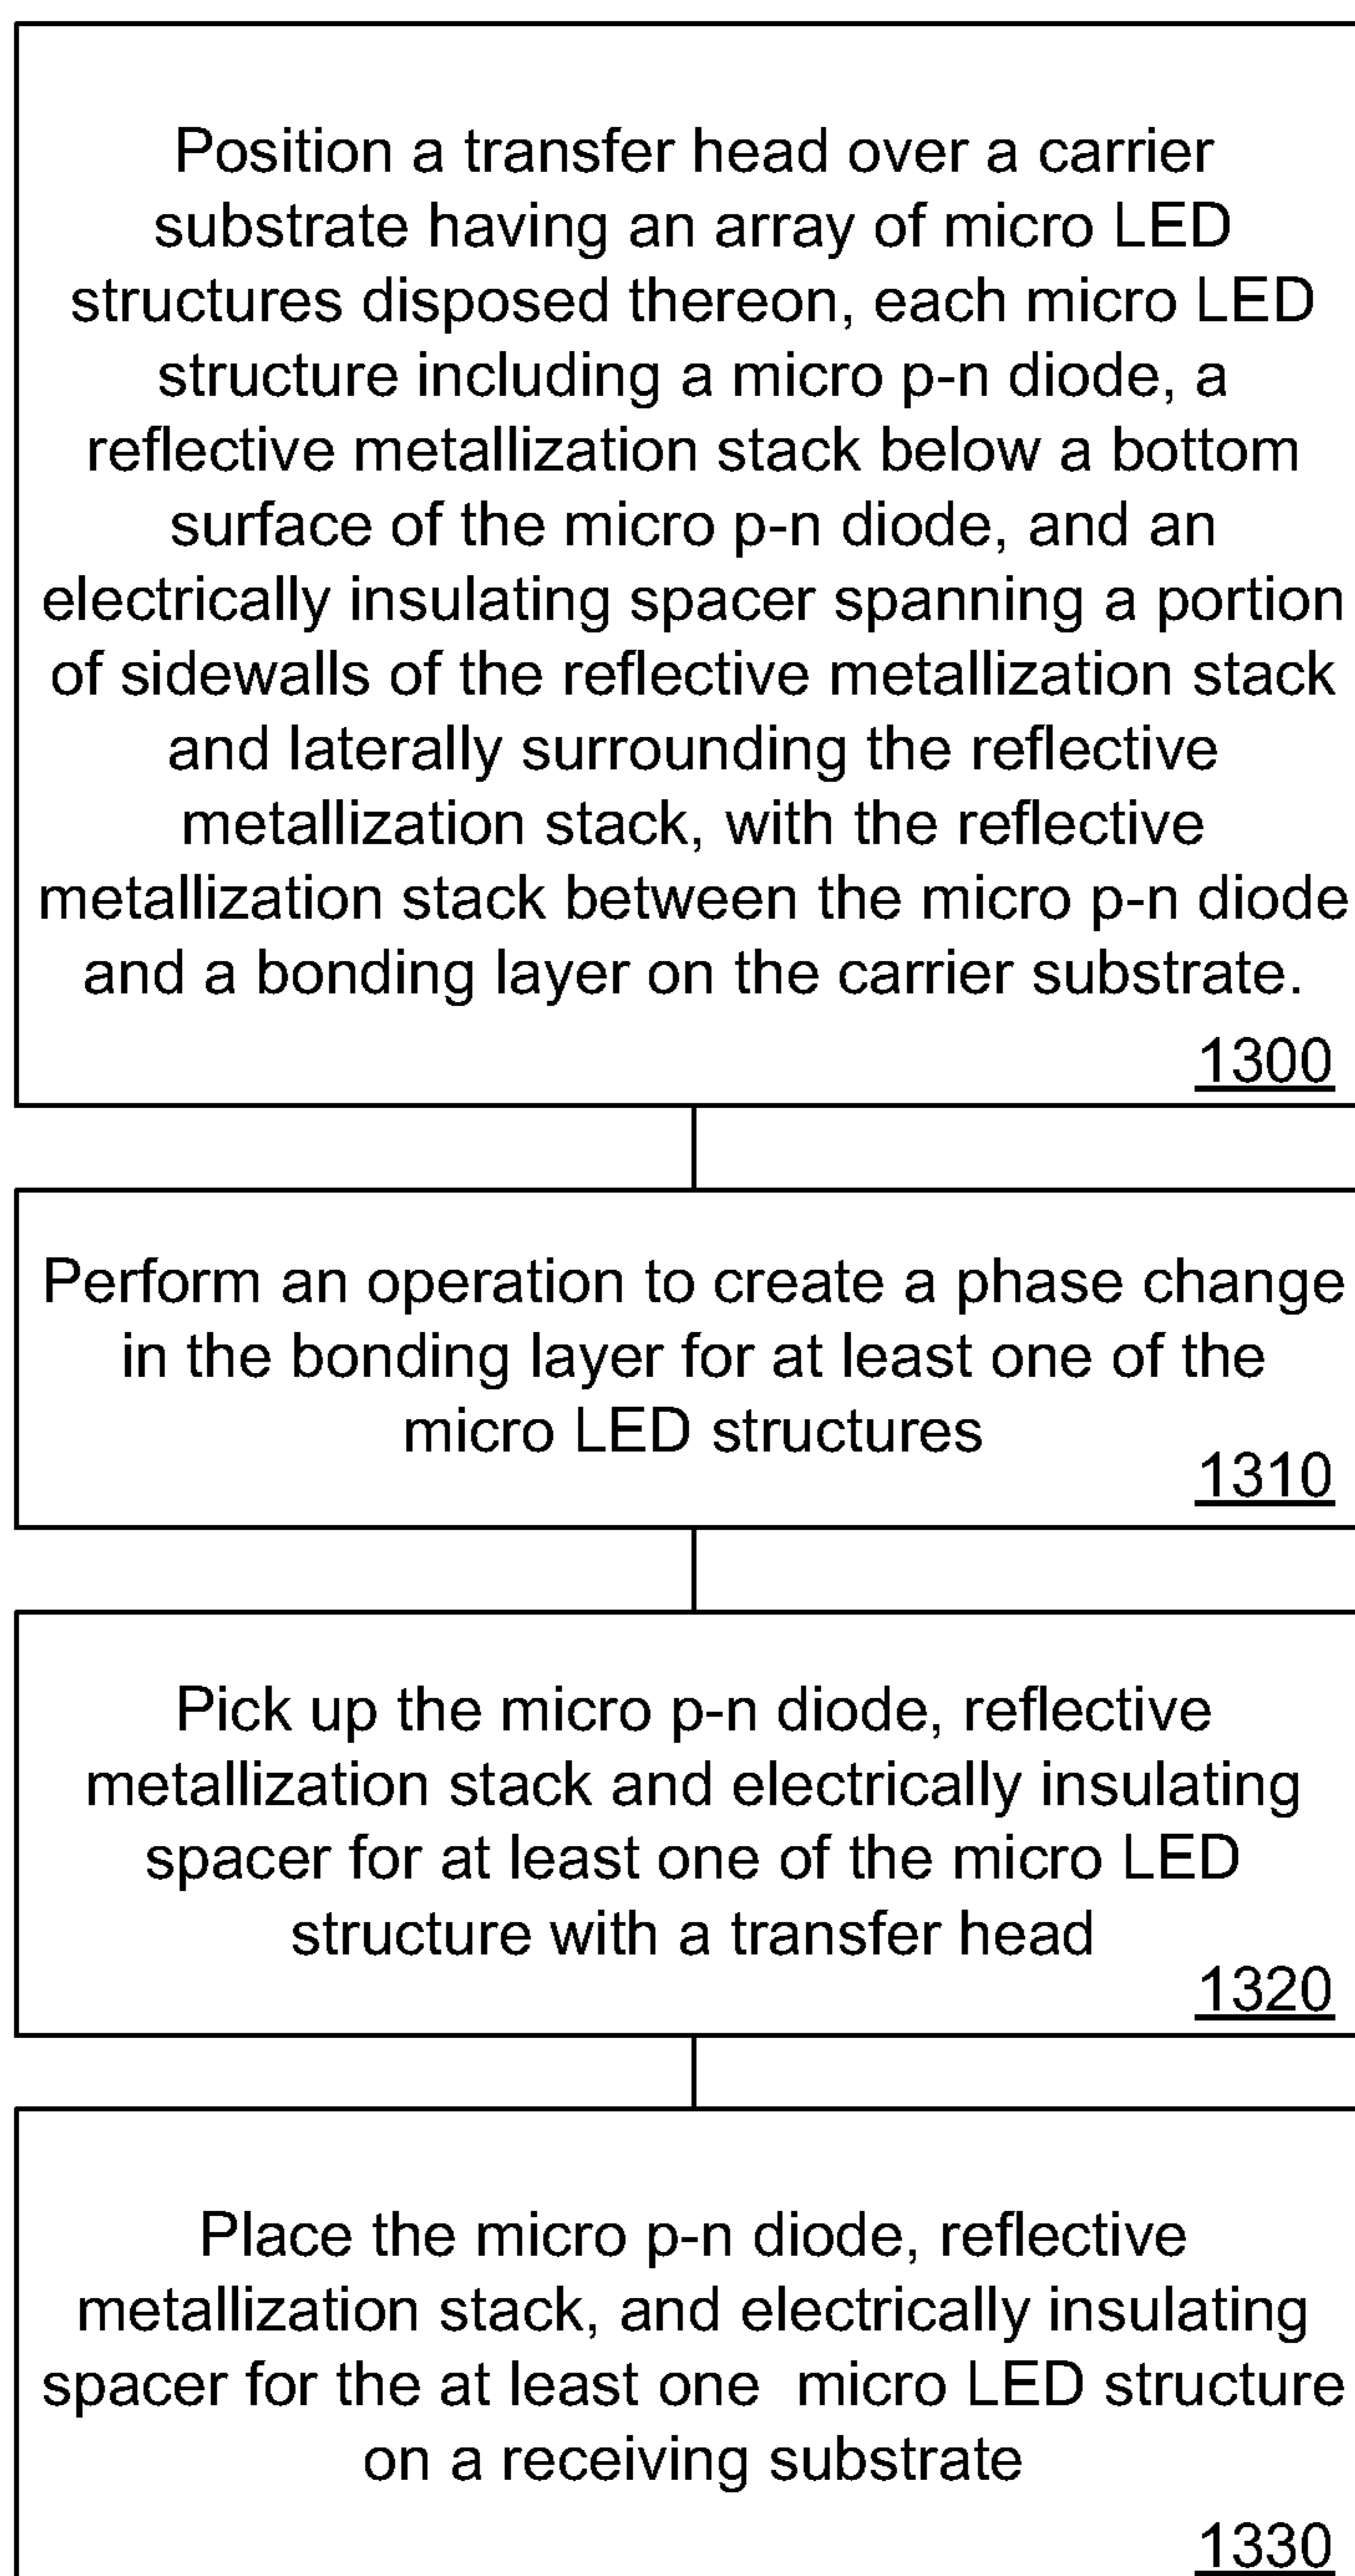 Position a transfer head over a carrier
substrate having an array of micro LED
structures disposed thereon, each micro LED
structure including a micro p-n diode, a
reflective metallization stack below a bottom
surface of the micro p-n diode, and an
electrically insulating spacer spanning a portion
of sidewalls of the reflective metallization stack
and laterally surrounding the reflective
metallization stack, with the reflective
metallization stack between the micro p-n diode
and a bonding layer on the carrier substrate.
1300
Perform an operation to create a phase change
in the bonding layer for at least one of the
micro LED structures
1310
Pick up the micro p-n diode, reflective
metallization stack and electrically insulating
spacer for at least one of the micro LED
structure with a transfer head
1320
Place the micro p-n diode, reflective
metallization stack, and electrically insulating
spacer for the at least one  micro LED structure
on a receiving substrate
1330